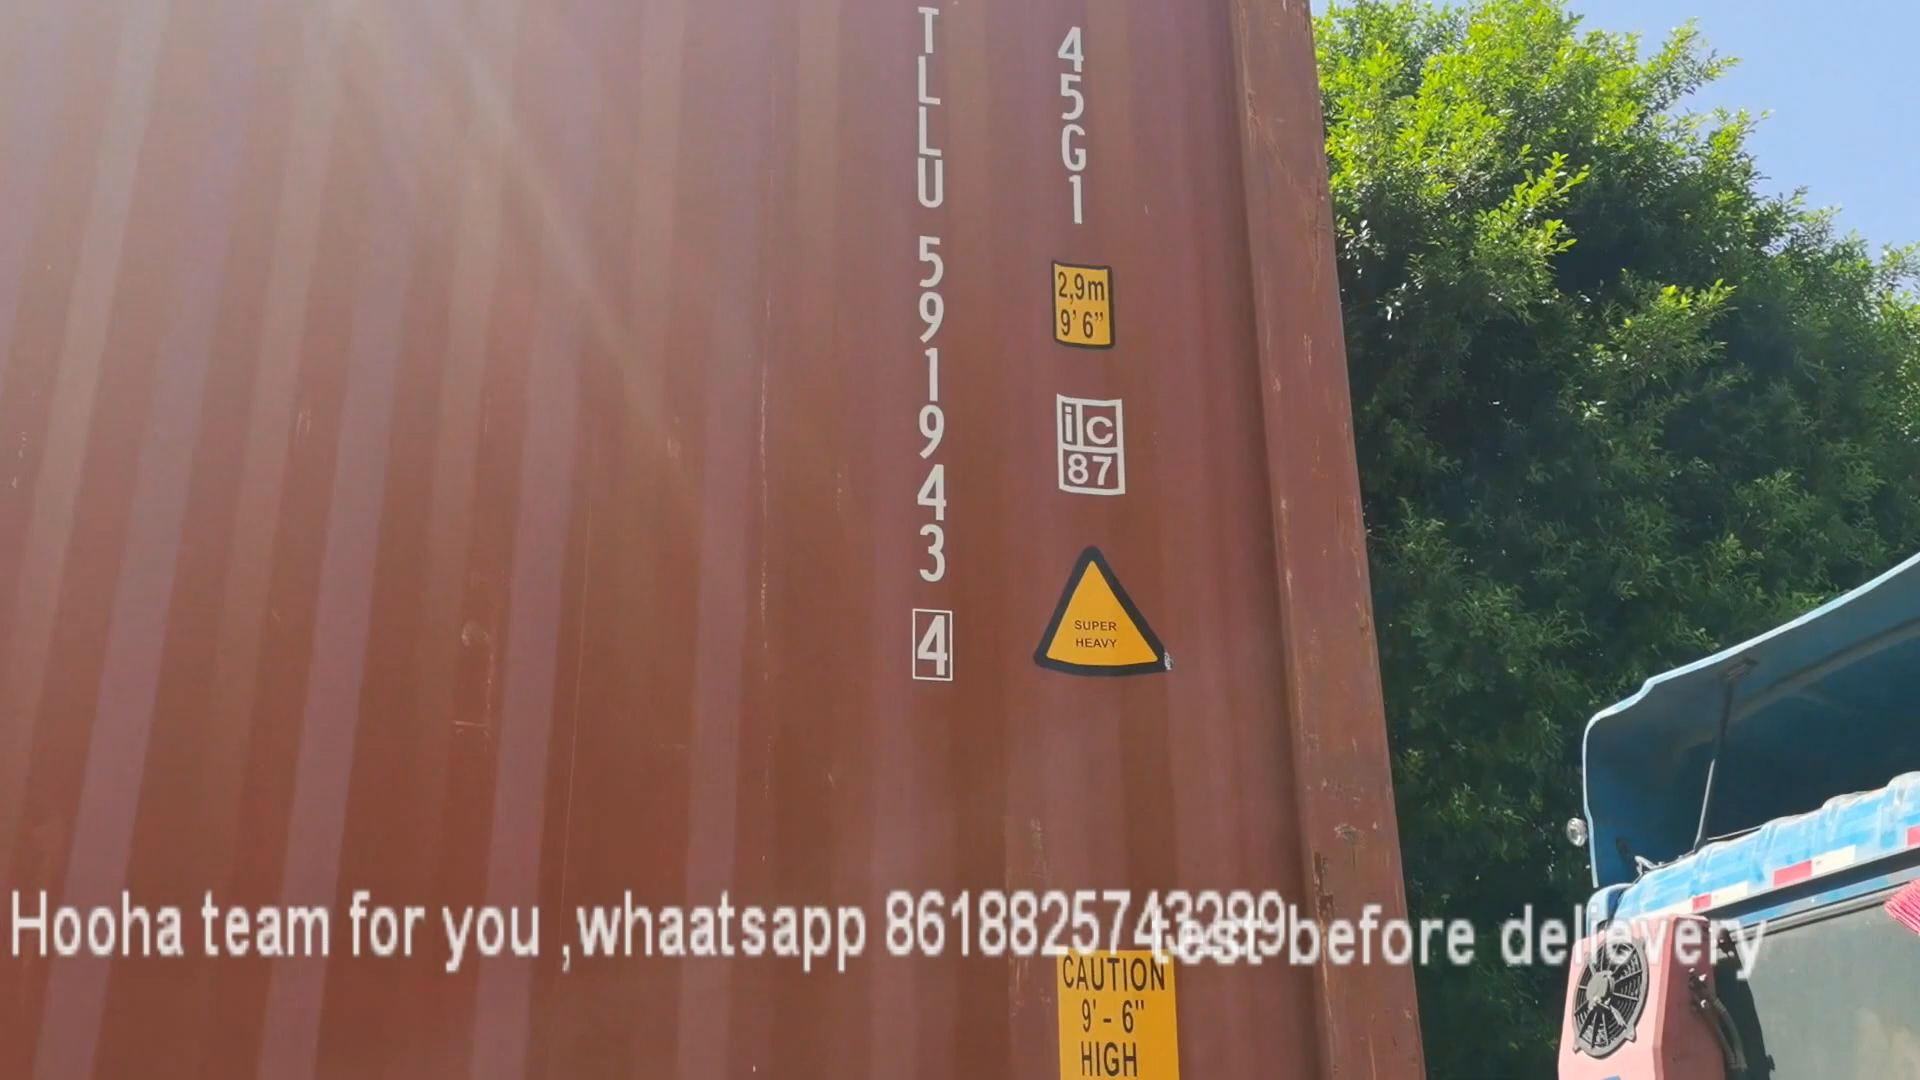 TLLU 591943 4
45G1
2,9m
9' 6"
ic
87
SUPER
HEAVY
Hooha team for you ,whaatsapp 8618825743289
test before delievery
CAUTION
9' - 6"
HIGH